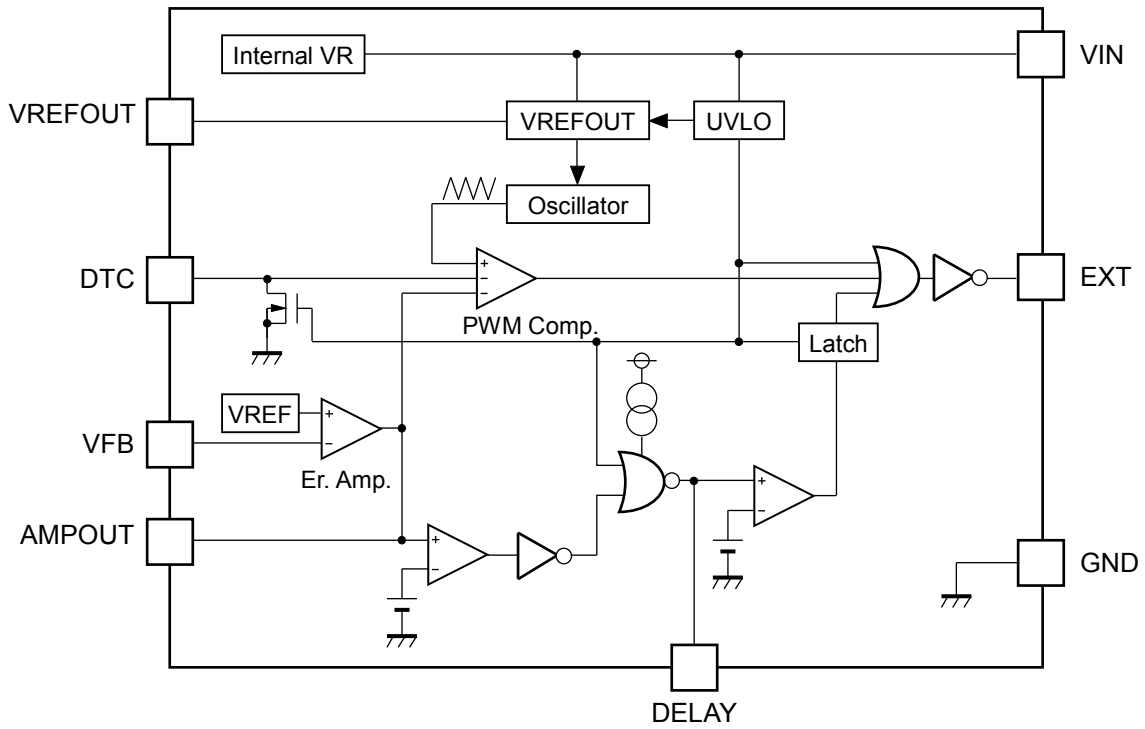 Internal VR
VIN
VREFOUT
VREFOUT
UVLO
Oscillator
DTC
+
−
−
EXT
PWM Comp.
Latch
VREF
+
−
VFB
Er. Amp.
+
−
AMPOUT
+
−
GND
DELAY